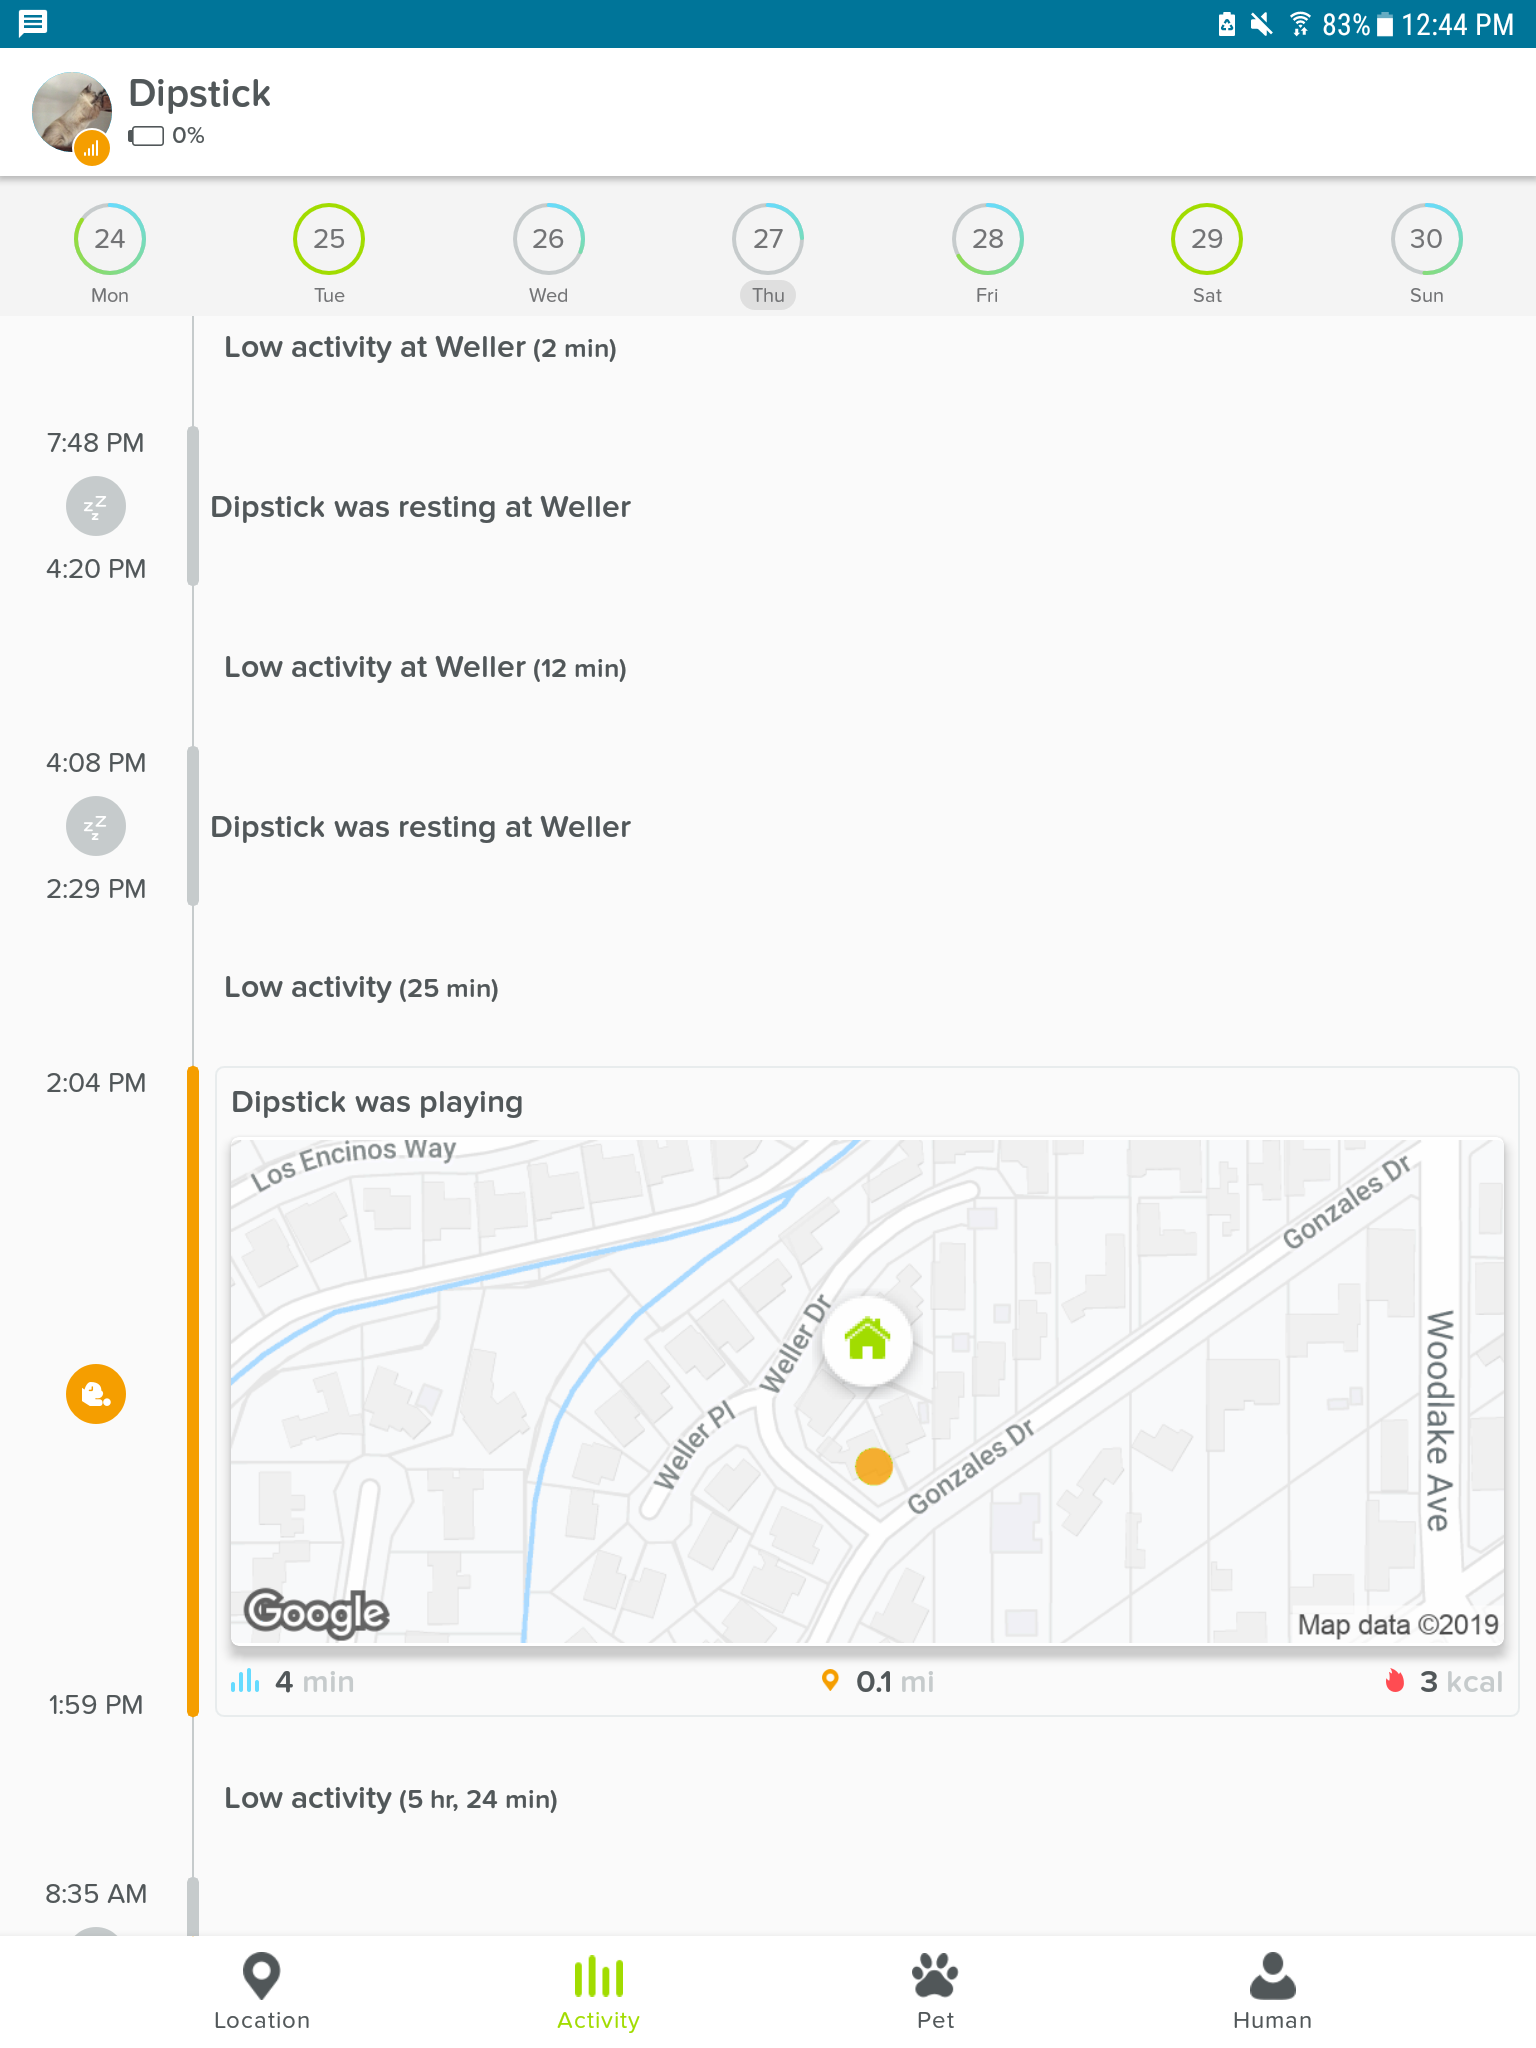 83% 12:44 PM
Dipstick
0%
24 25 26 27 28 29 30
Mon Tue Wed Thu Fri Sat Sun
Low activity at Weller (2 min)
7:48 PM
zzz
Dipstick was resting at Weller
4:20 PM
Low activity at Weller (12 min)
4:08 PM
zzz
Dipstick was resting at Weller
2:29 PM
Low activity (25 min)
2:04 PM
Dipstick was playing
Los Encinos Way
Gonzales Dr
Weller Dr
Woodlake Ave
Weller Pl
Gonzales Dr
Google
Map data ©2019
4 min 0.1 mi 3 kcal
1:59 PM
Low activity (5 hr, 24 min)
8:35 AM
Location Activity Pet Human